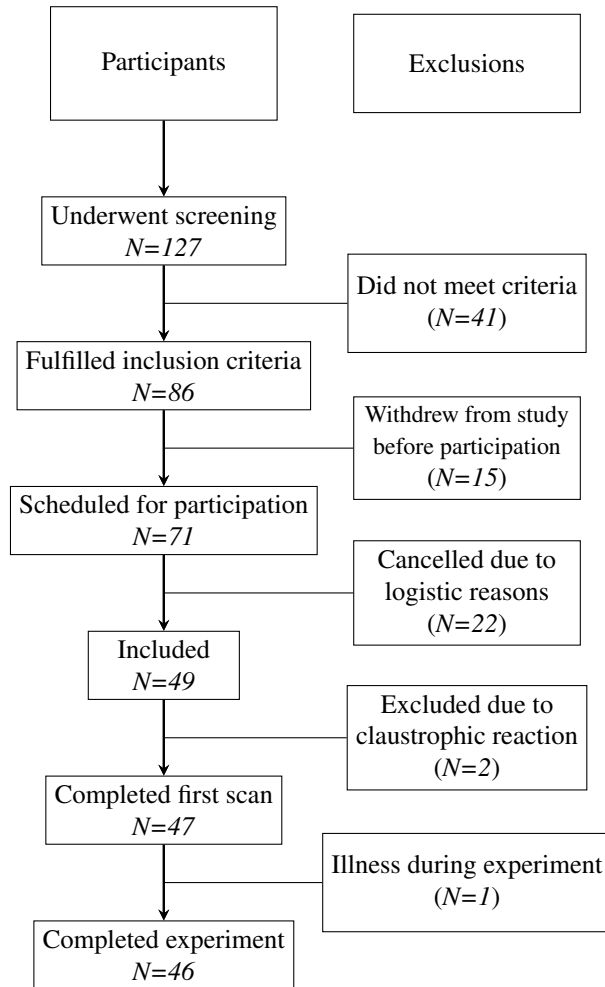 Participants
Exclusions
Underwent screening
N=127
Did not meet criteria
(N=41)
Fulfilled inclusion criteria
N=86
Withdrew from study
before participation
(N=15)
Scheduled for participation
N=71
Cancelled due to
logistic reasons
(N=22)
Included
N=49
Excluded due to
claustrophic reaction
(N=2)
Completed first scan
N=47
Illness during experiment
(N=1)
Completed experiment
N=46